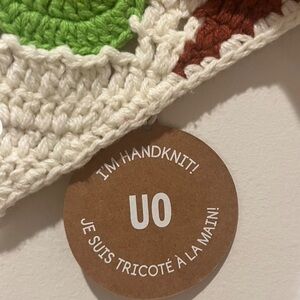 I'M HANDKNIT!
UO
JE SUIS TRICOTÉ À LA MAIN!